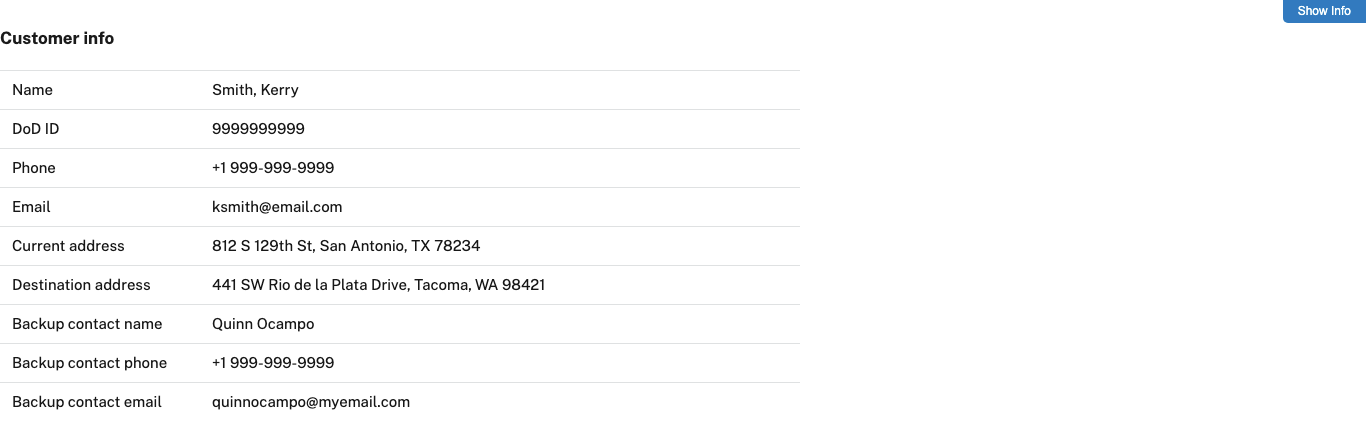 Show Info
Customer info
Name Smith, Kerry
DoD ID 9999999999
Phone +1 999-999-9999
Email ksmith@email.com
Current address 812 S 129th St, San Antonio, TX 78234
Destination address 441 SW Rio de la Plata Drive, Tacoma, WA 98421
Backup contact name Quinn Ocampo
Backup contact phone +1 999-999-9999
Backup contact email quinnocampo@myemail.com